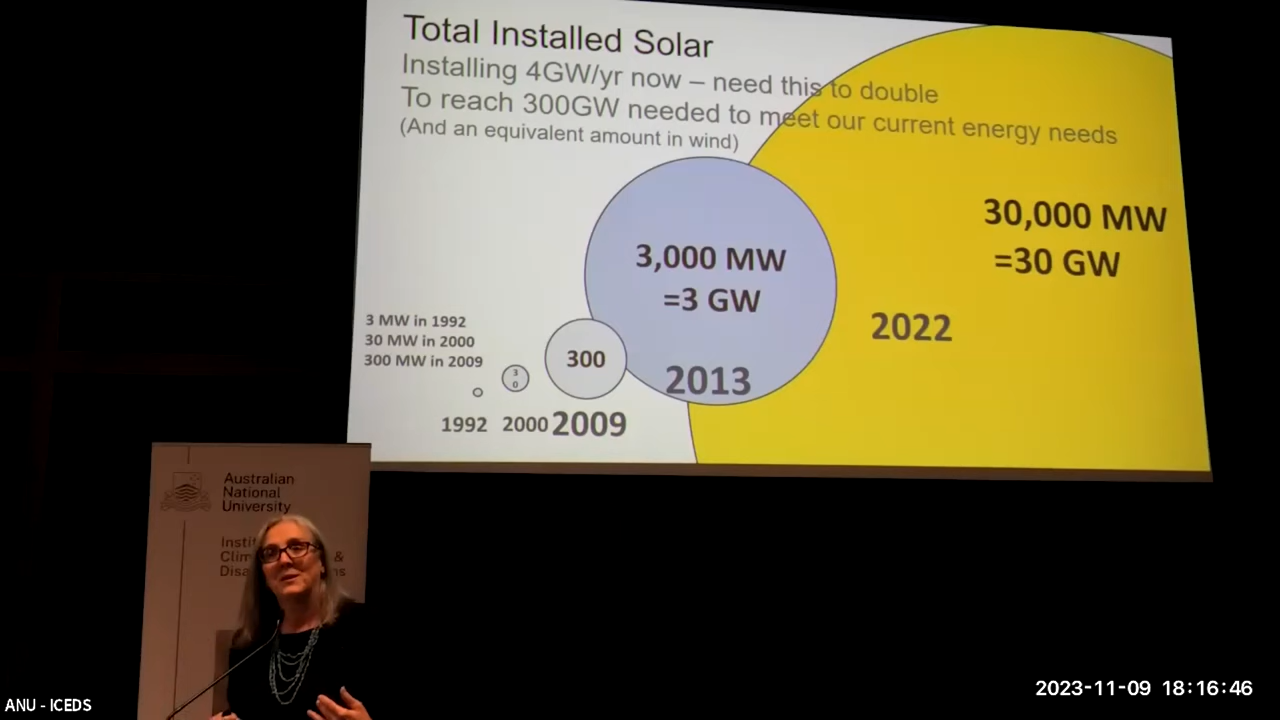 Total Installed Solar
Installing 4GW/yr now – need this to double
To reach 300GW needed to meet our current energy needs
(And an equivalent amount in wind)
30,000 MW
=30 GW
3,000 MW
=3 GW
2022
3 MW in 1992
30 MW in 2000
300 MW in 2009
300
3
0
2013
1992 2000 2009
Australian
National
University
&
ANU - ICEDS
2023-11-09 18:16:46